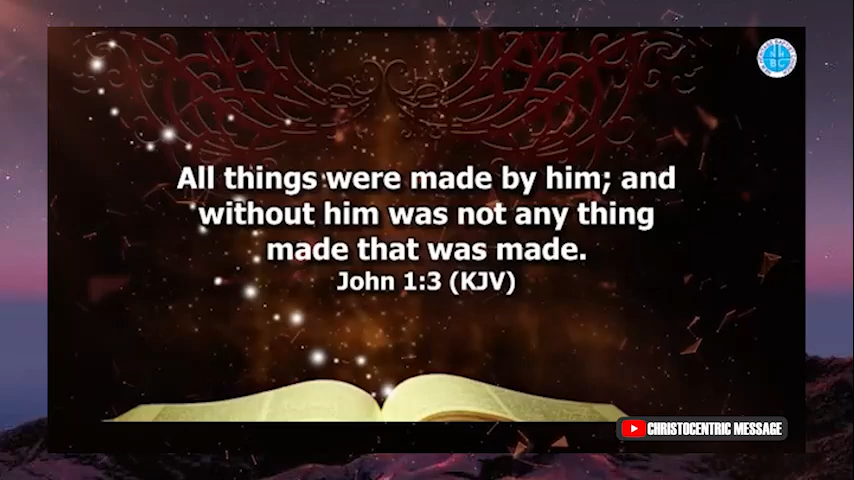 All things were made by him; and
without him was not any thing
made that was made.
John 1:3 (KJV)
CHRISTOCENTRIC MESSAGE